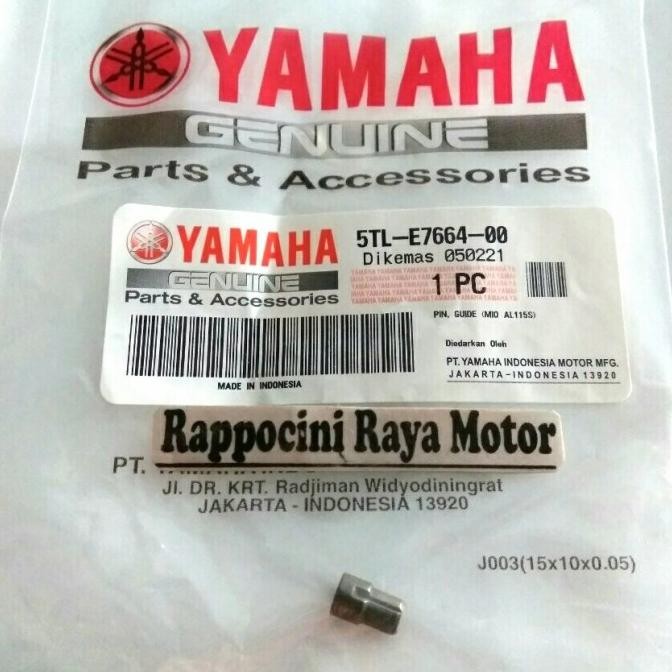 YAMAHA
GENUINE
Parts & Accessories
YAMAHA
GENUINE
Parts & Accessories
MADE IN INDONESIA
5TL-E7664-00
Dikemas 050221
1 PC
PIN, GUIDE (MIO AL115S)
Diedarkan Oleh
PT. YAMAHA INDONESIA MOTOR MFG.
JAKARTA-INDONESIA 13920
Rappocini Raya Motor
PT.
Jl. DR. KRT. Radjiman Widyodiningrat
JAKARTA - INDONESIA 13920
J003(15x10x0.05)